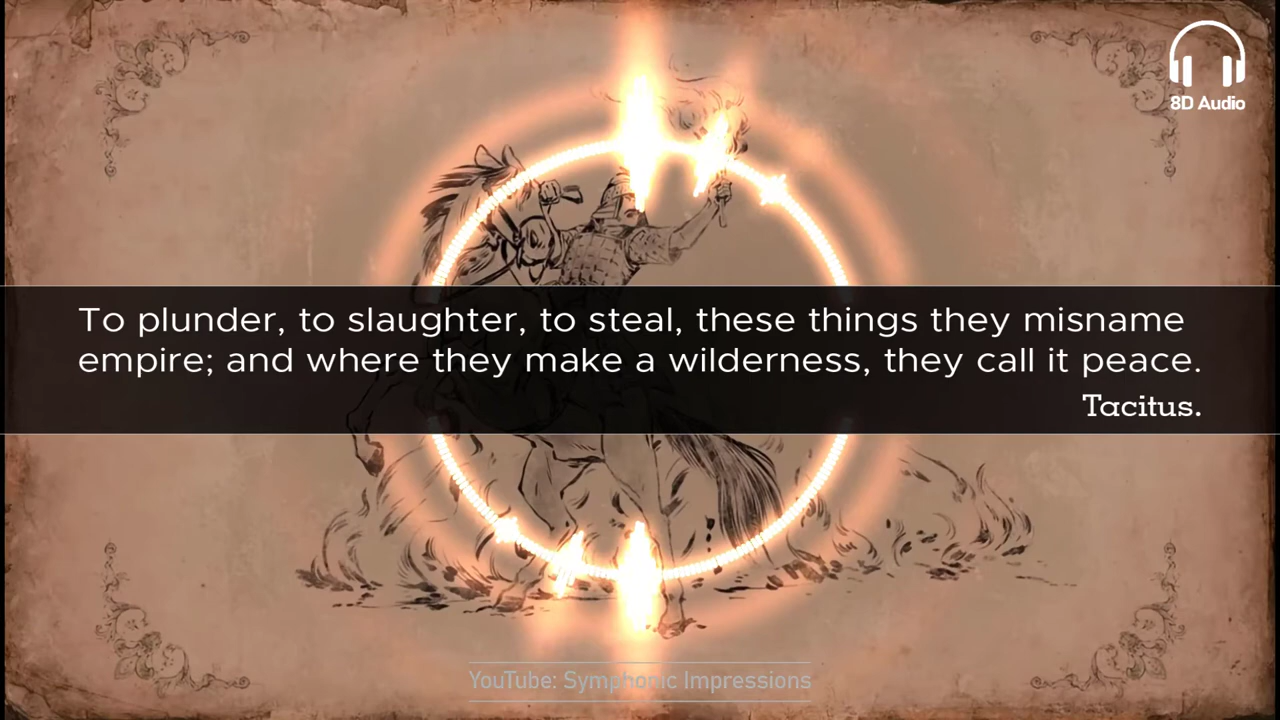 8D Audio
To plunder, to slaughter, to steal, these things they misname
empire; and where they make a wilderness, they call it peace.
Tacitus.
YouTube: Symphonic Impressions